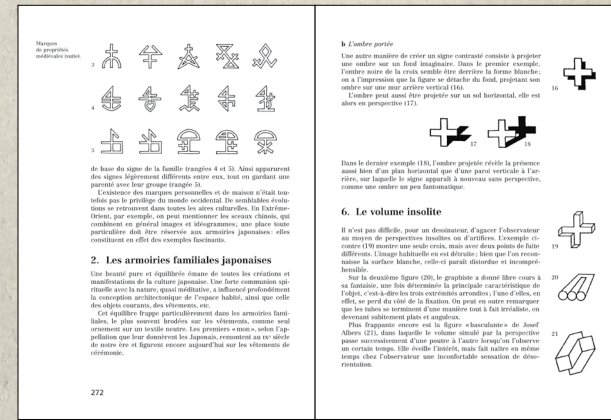 Marques
de propriétés
médiévales (suite).
3
4
5
de base du signe de la famille (rangées 4 et 5). Ainsi apparurent
des signes légèrement différents entre eux, tout en gardant une
parenté avec leur groupe (rangée 5).
L'existence des marques personnelles et de maison n'était tou-
tefois pas le privilège du monde occidental. De semblables évolu-
tions se retrouvent dans toutes les aires culturelles. En Extrême-
Orient, par exemple, on peut mentionner les sceaux chinois, qui
combinent en général images et idéogrammes; une place toute
particulière doit être réservée aux armoiries japonaises: elles
constituent en effet des exemples fascinants.
2. Les armoiries familiales japonaises
Une beauté pure et équilibrée émane de toutes les créations et
manifestations de la culture japonaise. Une forte communion spi-
rituelle avec la nature, quasi méditative, a influencé profondément
la conception architectonique de l'espace habité, ainsi que celle
des objets courants, des vêtements, etc.
Cet équilibre frappe particulièrement dans les armoiries fami-
liales, le plus souvent brodées sur les vêtements, comme seul
ornement sur un textile neutre. Les premiers «mon», selon l'ap-
pellation que leur donnèrent les Japonais, remontent au IXe siècle
de notre ère et figurent encore aujourd'hui sur les vêtements de
cérémonie.
272
b L'ombre portée
Une autre manière de créer un signe contrasté consiste à projeter
une ombre sur un fond imaginaire. Dans le premier exemple,
l'ombre noire de la croix semble être derrière la forme blanche;
on a l'impression que la figure se détache du fond, projetant son
ombre sur une mur arrière vertical (16).
L'ombre peut aussi être projetée sur un sol horizontal, elle est
alors en perspective (17).
16
17
18
Dans le dernier exemple (18), l'ombre projetée révèle la présence
aussi bien d'un plan horizontal que d'une paroi verticale à l'ar-
rière, sur laquelle le signe apparaît à nouveau sans perspective,
comme une ombre un peu fantomatique.
6. Le volume insolite
Il n'est pas difficile, pour un dessinateur, d'agacer l'observateur
au moyen de perspectives insolites ou d'artifices. L'exemple ci-
contre (19) montre une seule croix, mais avec deux points de fuite
différents. L'image habituelle en est détruite; bien que l'on recon-
naisse la surface blanche, celle-ci paraît distordue et incompré-
hensible.
19
Sur la deuxième figure (20), le graphiste a donné libre cours à
sa fantaisie, une fois déterminée la principale caractéristique de
l'objet, c'est-à-dire les trois extrémités arrondies; l'une d'elles, en
effet, se perd du côté de la fixation. On peut en outre remarquer
que les tubes se terminent d'une manière tout à fait irréaliste, en
devenant subitement plats et anguleux.
20
Plus frappante encore est la figure «basculante» de Josef
Albers (21), dans laquelle le volume simulé par la perspective
passe successivement d'une poutre à l'autre lorsqu'on l'observe
un certain temps. Elle éveille l'intérêt, mais fait naître en même
temps chez l'observateur une inconfortable sensation de déso-
rientation.
21